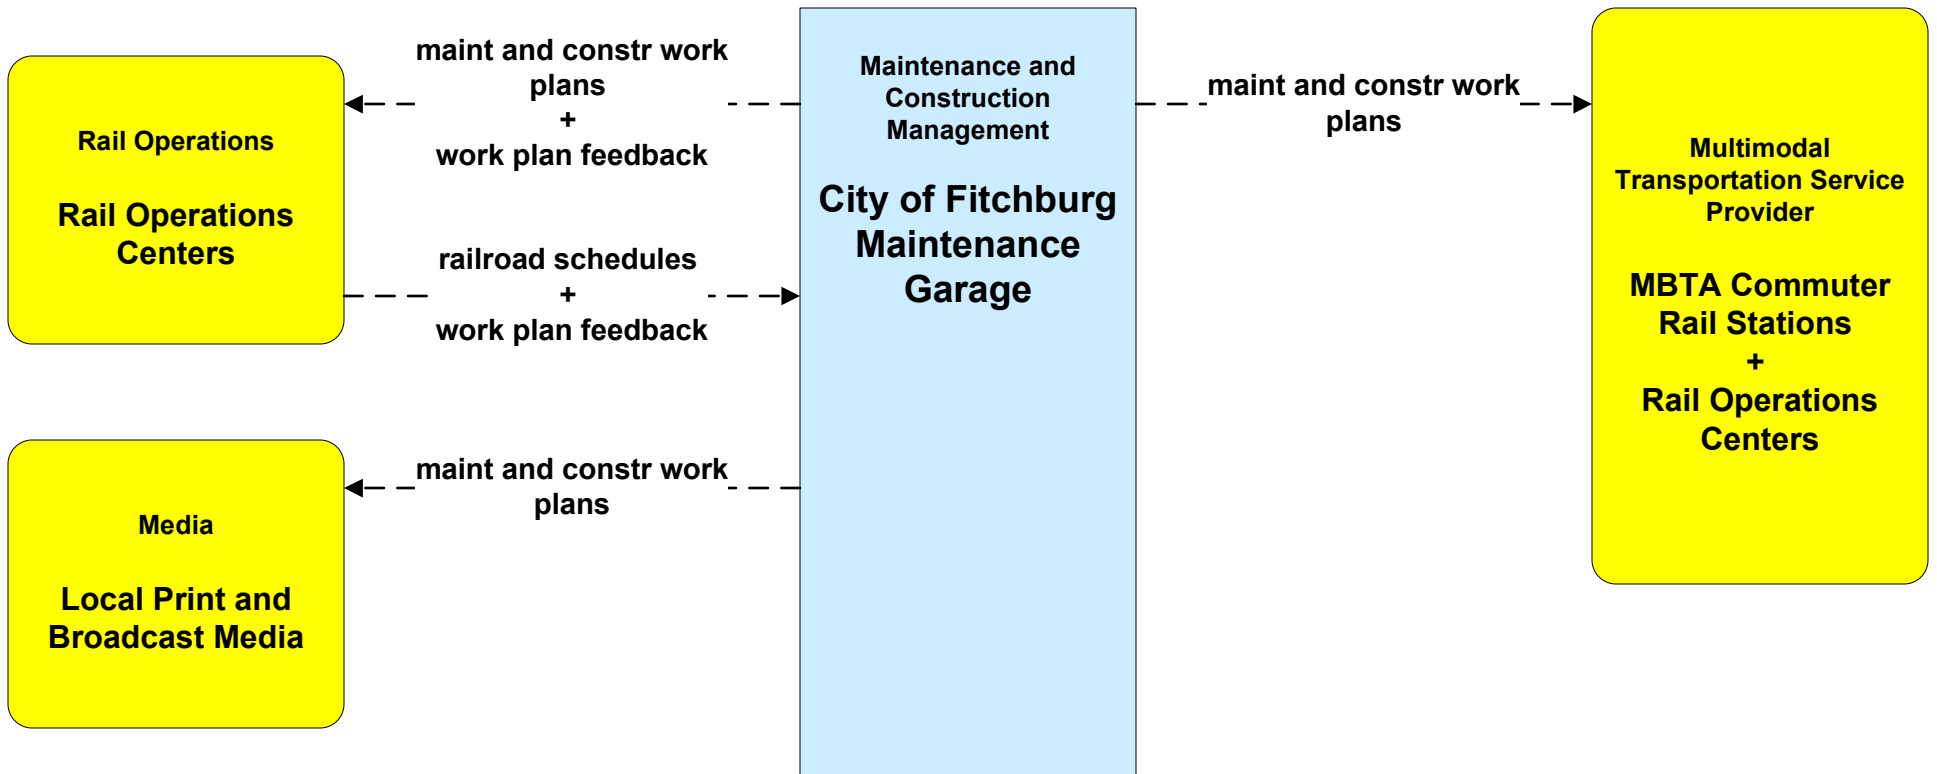 maint and constr work
plans
+
work plan feedback
Rail Operations
Rail Operations
Centers
railroad schedules
+
work plan feedback
maint and constr work
plans
Media
Local Print and
Broadcast Media
Maintenance and
Construction
Management
City of Fitchburg
Maintenance
Garage
maint and constr work
plans
Multimodal
Transportation Service
Provider
MBTA Commuter
Rail Stations
+
Rail Operations
Centers